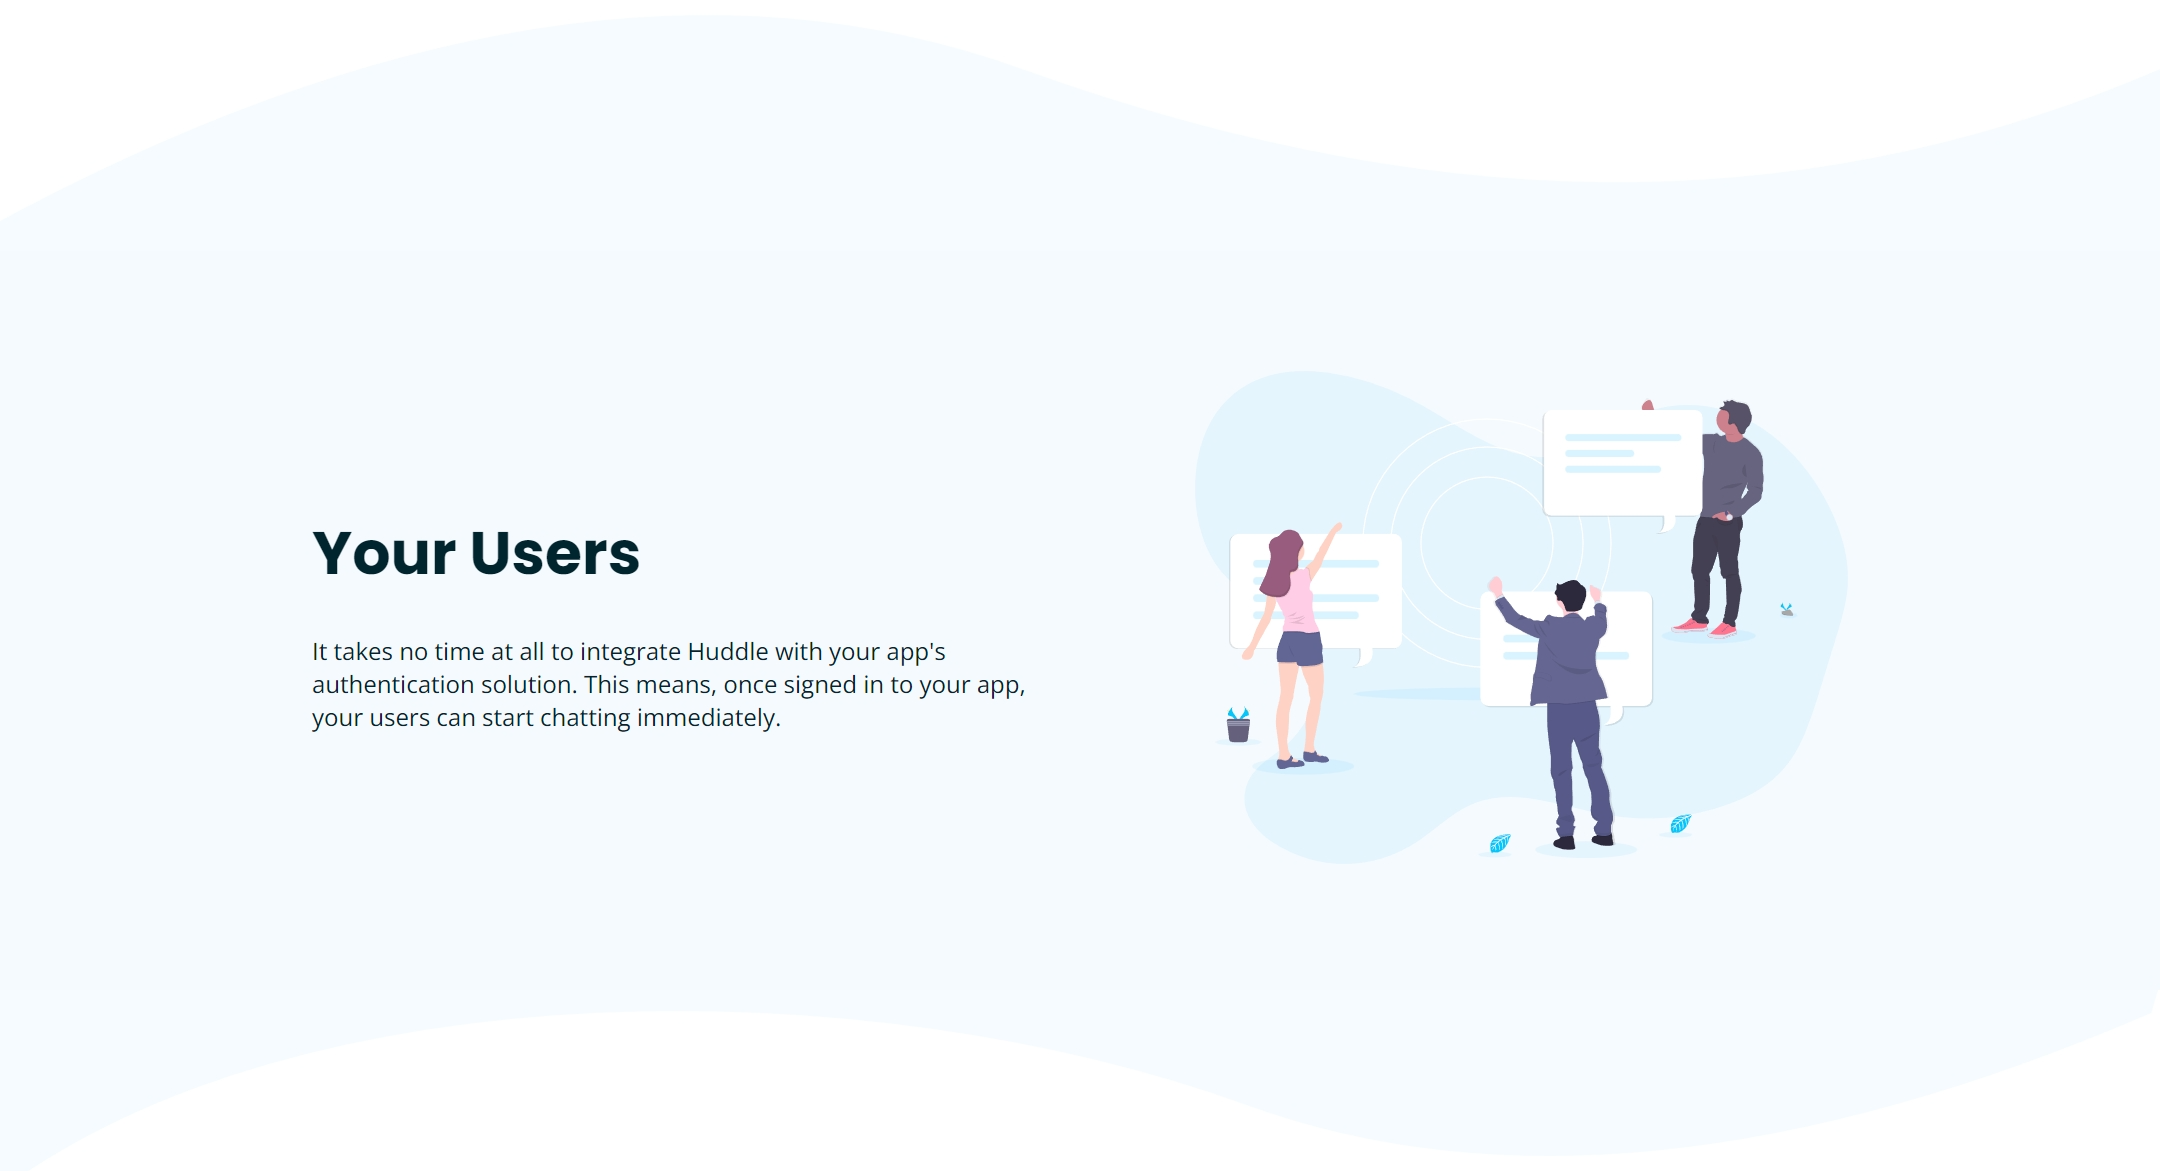 Your Users
It takes no time at all to integrate Huddle with your app's
authentication solution. This means, once signed in to your app,
your users can start chatting immediately.